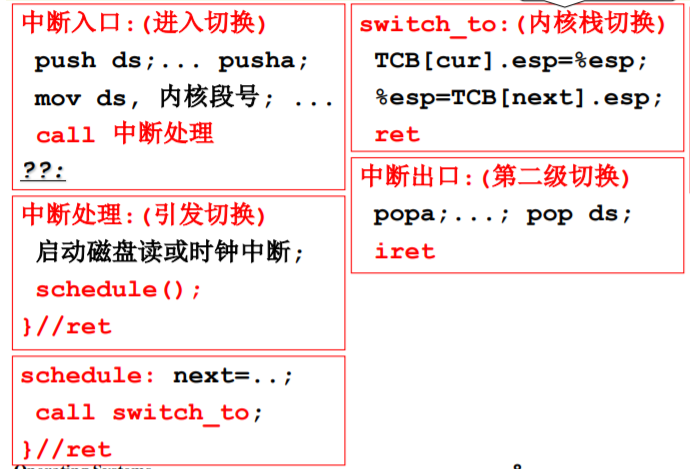 中断入口:(进入切换)
push ds;... pusha;
mov ds, 内核段号; ...
call 中断处理
??:
中断处理:(引发切换)
启动磁盘读或时钟中断;
schedule();
}//ret
schedule: next=..;
call switch_to;
}//ret
switch_to:(内核栈切换)
TCB[cur].esp=%esp;
%esp=TCB[next].esp;
ret
中断出口:(第二级切换)
popa;...; pop ds;
iret
Operating Systems
8